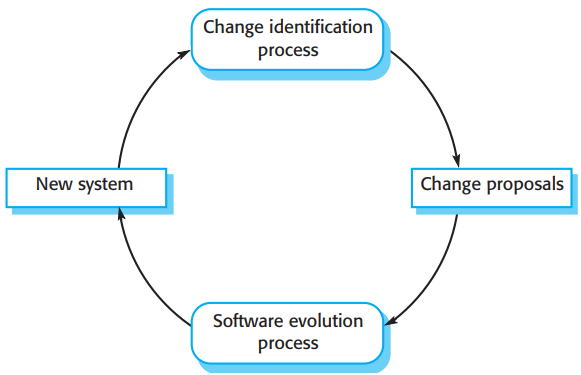 Change identification
process
New system
Change proposals
Software evolution
process